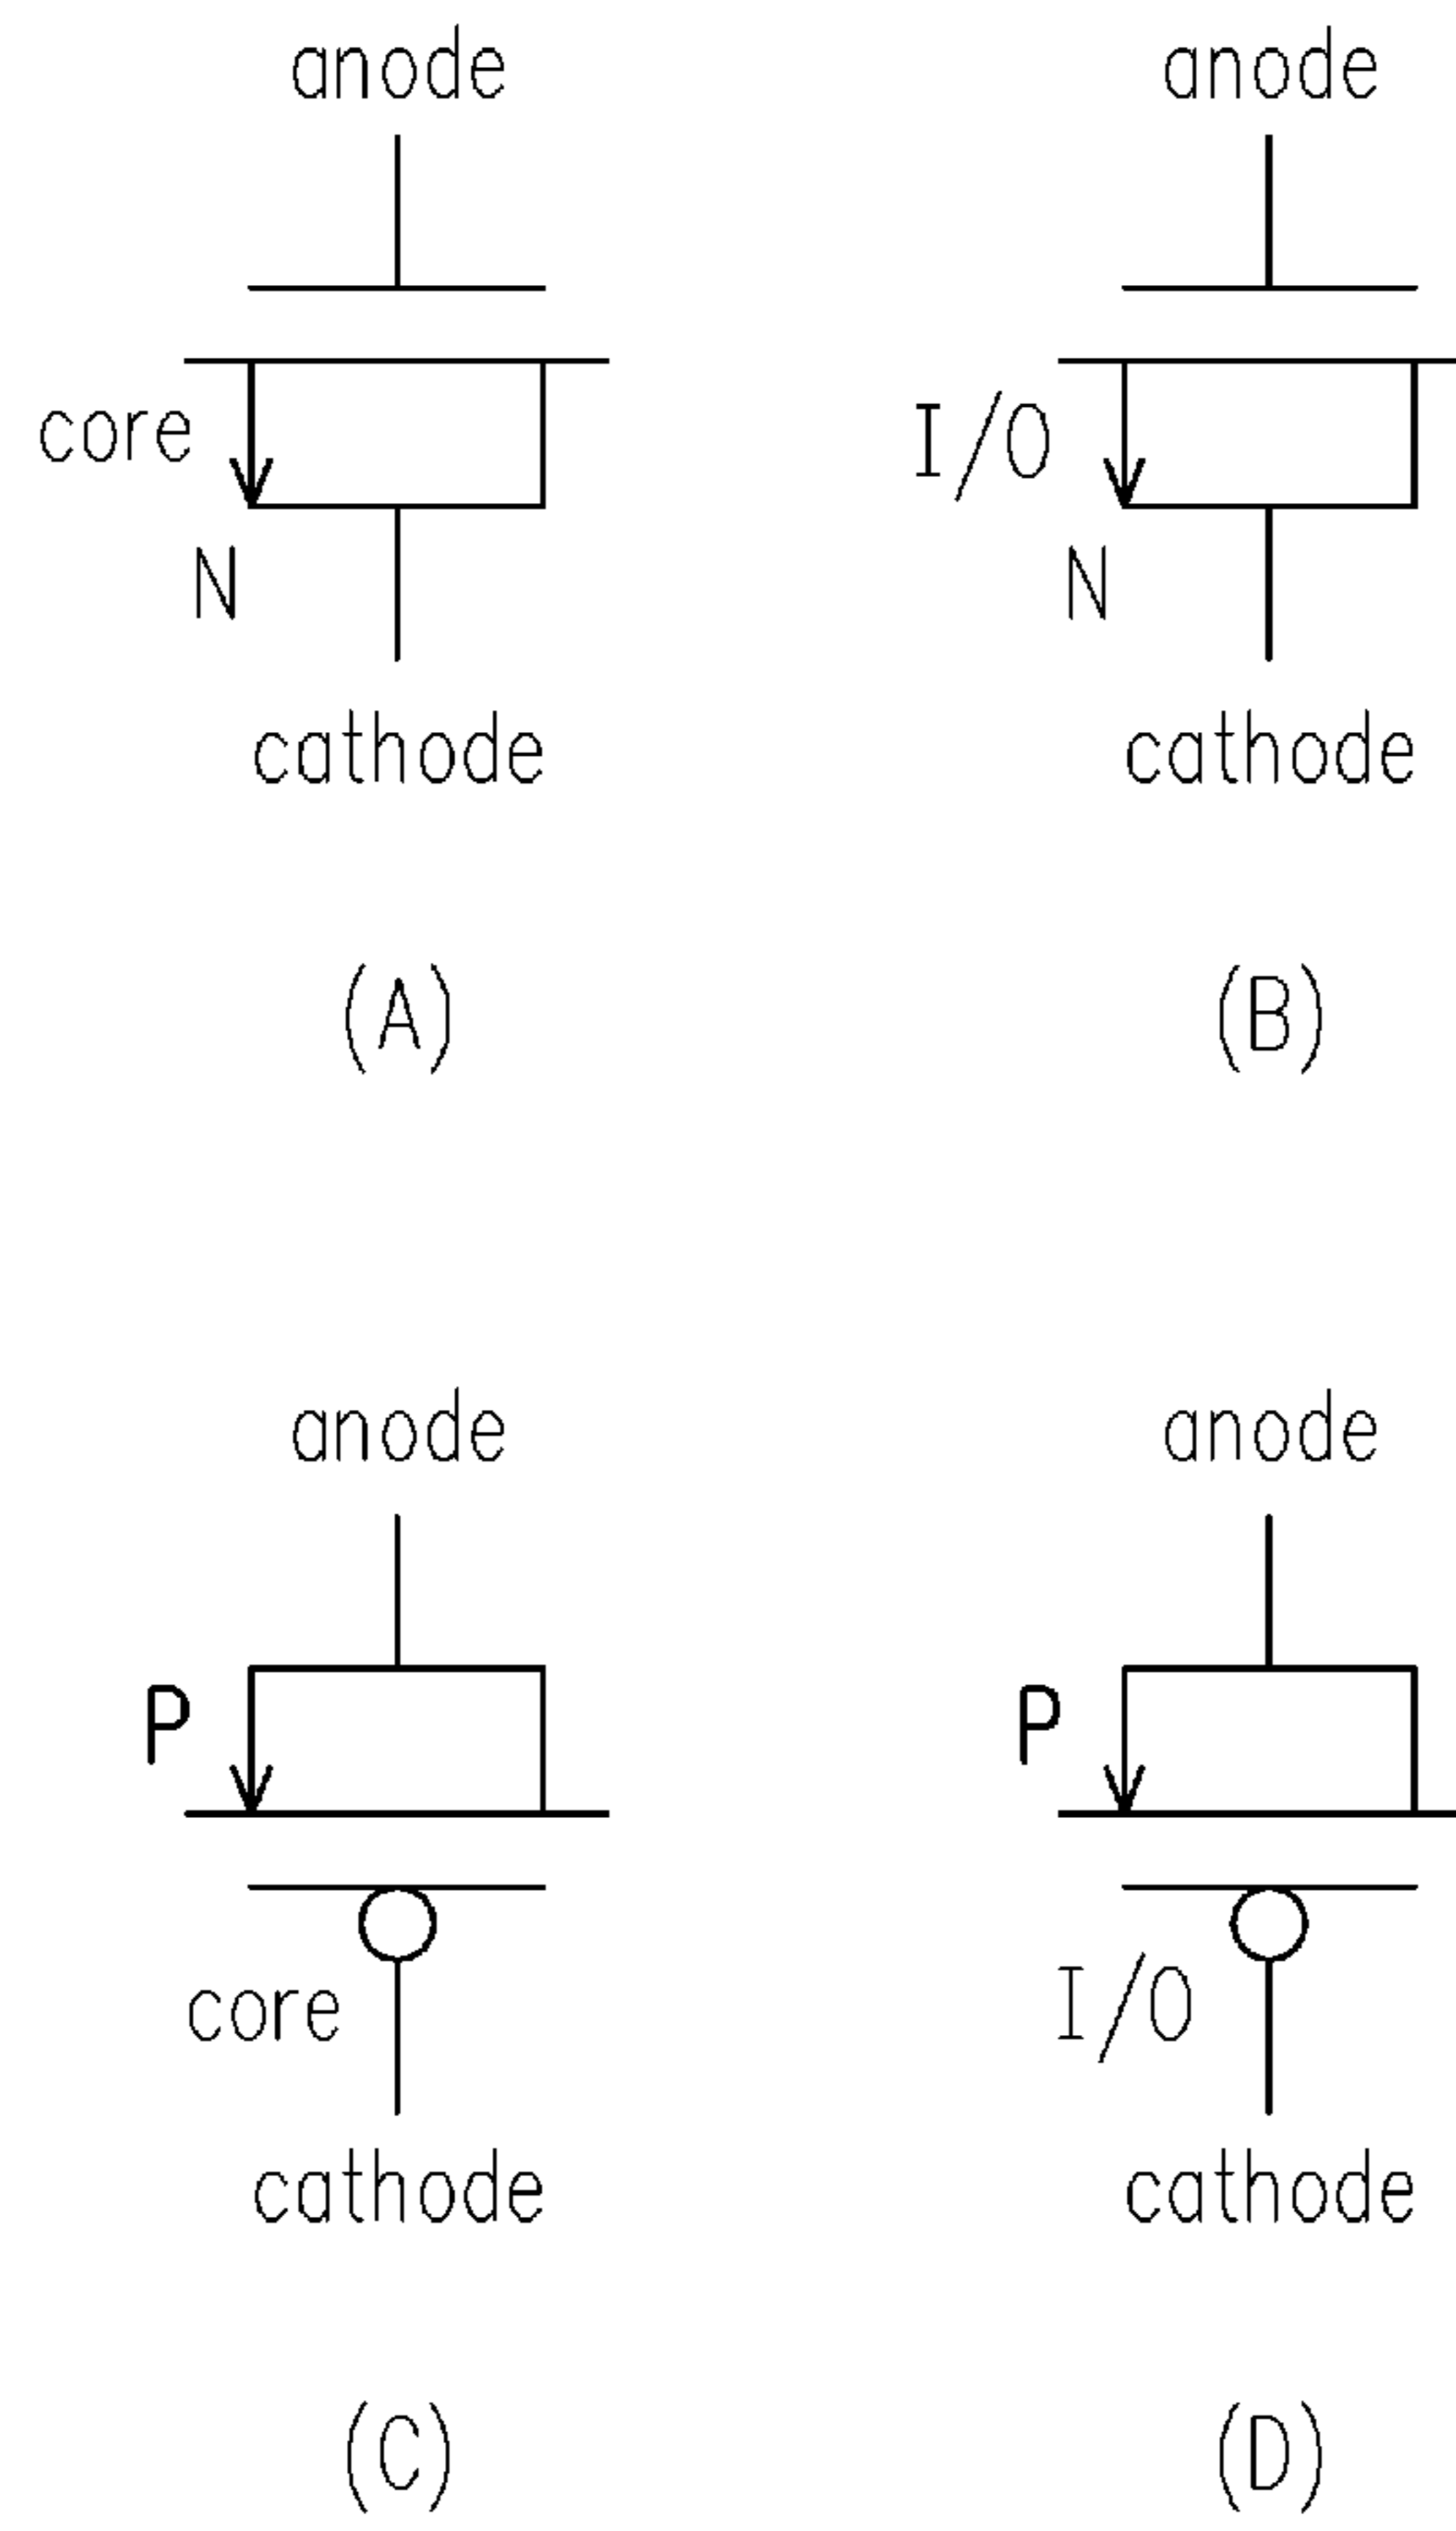 anode anode
core I/O
N N
cathode cathode
(A) (B)
anode anode
P P
core I/O
cathode cathode
(C) (D)